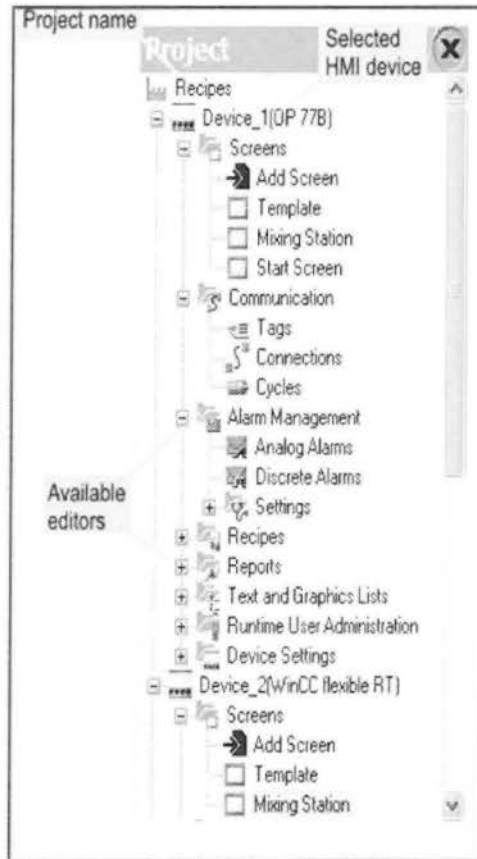 Project name
Project
Selected
HMI device
Recipes
Device_1(OP 77B)
Screens
Add Screen
Template
Mixing Station
Start Screen
Communication
Tags
Connections
Cycles
Alarm Management
Analog Alarms
Discrete Alarms
Settings
Available
editors
Recipes
Reports
Text and Graphics Lists
Runtime User Administration
Device Settings
Device_2(WinCC flexible RT)
Screens
Add Screen
Template
Mixing Station